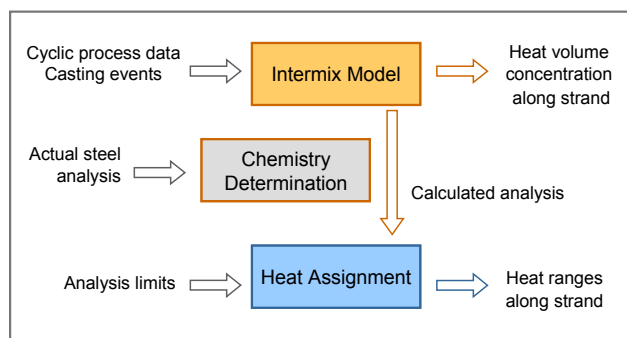 Cyclic process data
Casting events
Intermix Model
Heat volume
concentration
along strand
Actual steel
analysis
Chemistry
Determination
Calculated analysis
Analysis limits
Heat Assignment
Heat ranges
along strand